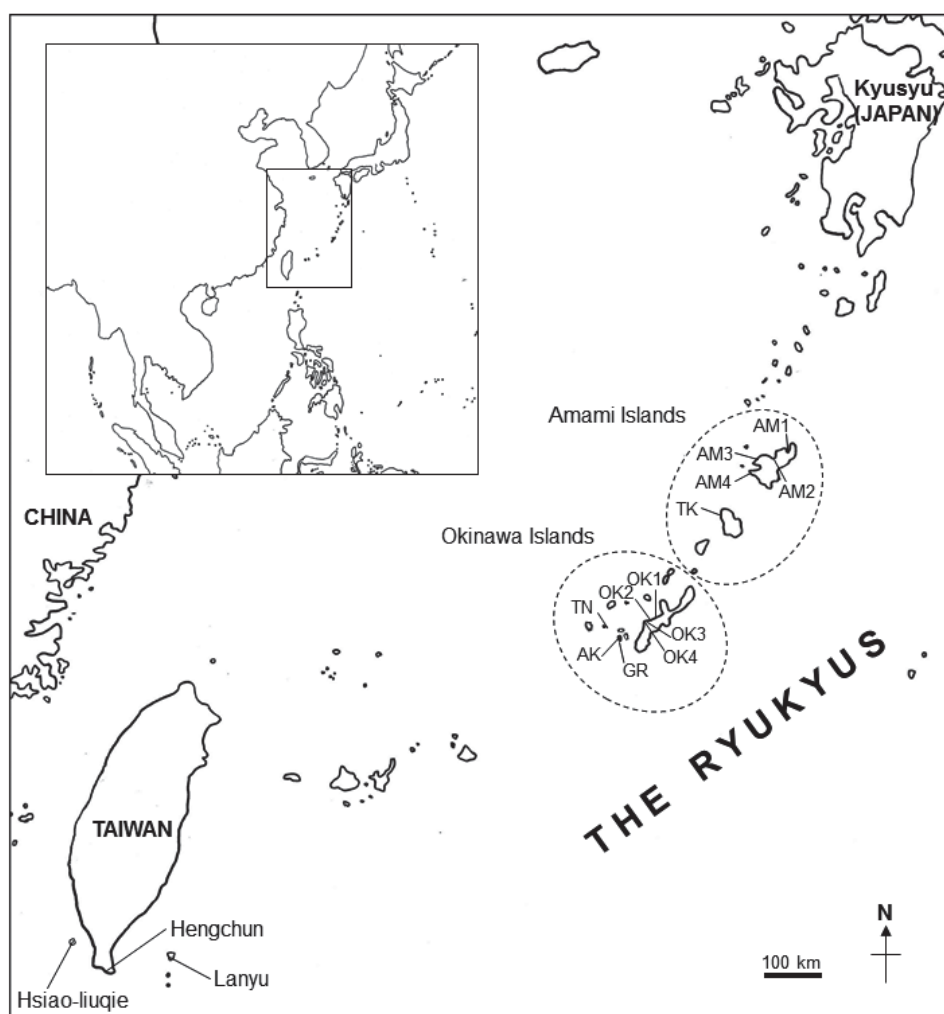 Kyusyu
(JAPAN)
Amami Islands
AM1
AM3
AM4
AM2
TK
CHINA
Okinawa Islands
OK1
OK2
TN
OK3
AK
OK4
GR
THE RYUKYUS
TAIWAN
Hengchun
Lanyu
Hsiao-liuqie
N
100 km